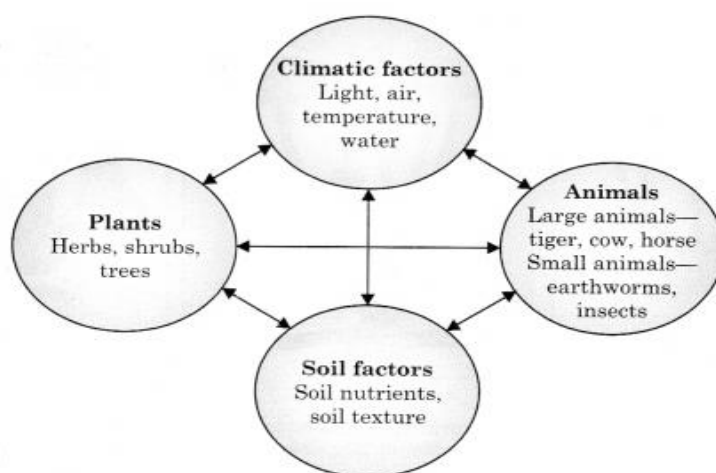 Climatic factors
Light, air,
temperature,
water
Plants
Herbs, shrubs,
trees
Animals
Large animals—
tiger, cow, horse
Small animals—
earthworms,
insects
Soil factors
Soil nutrients,
soil texture